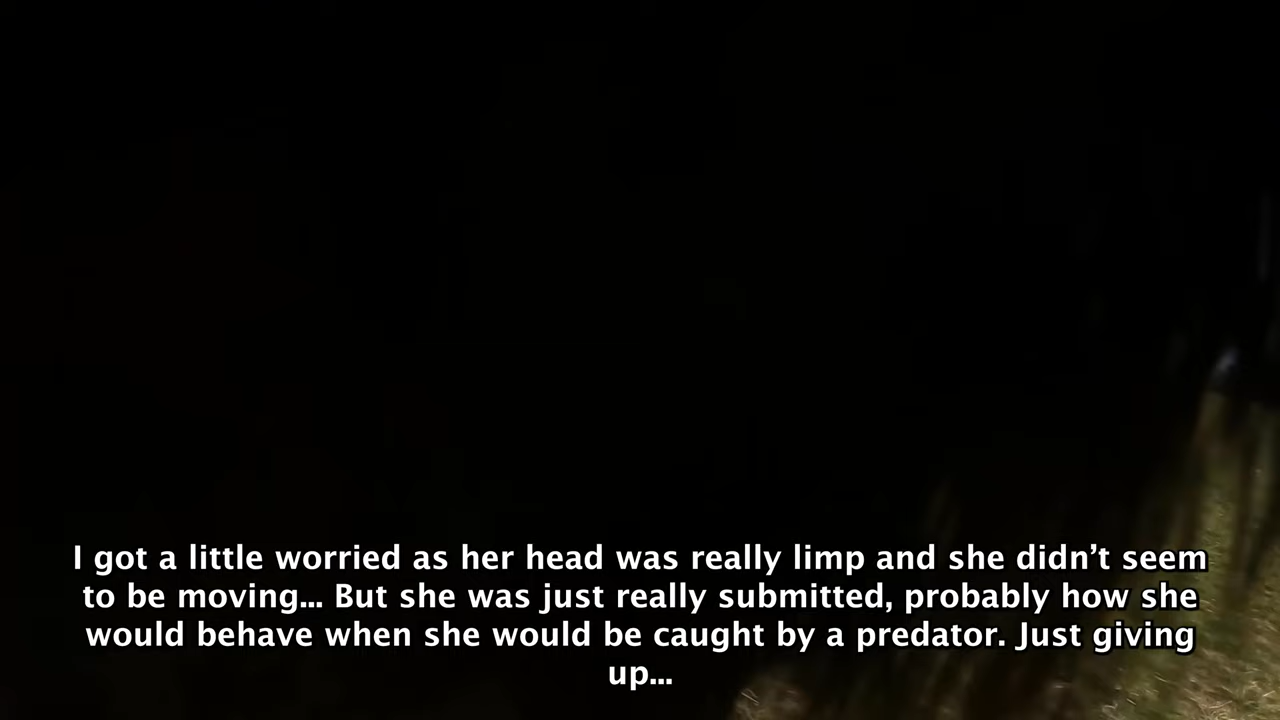 I got a little worried as her head was really limp and she didn’t seem
to be moving... But she was just really submitted, probably how she
would behave when she would be caught by a predator. Just giving
up...